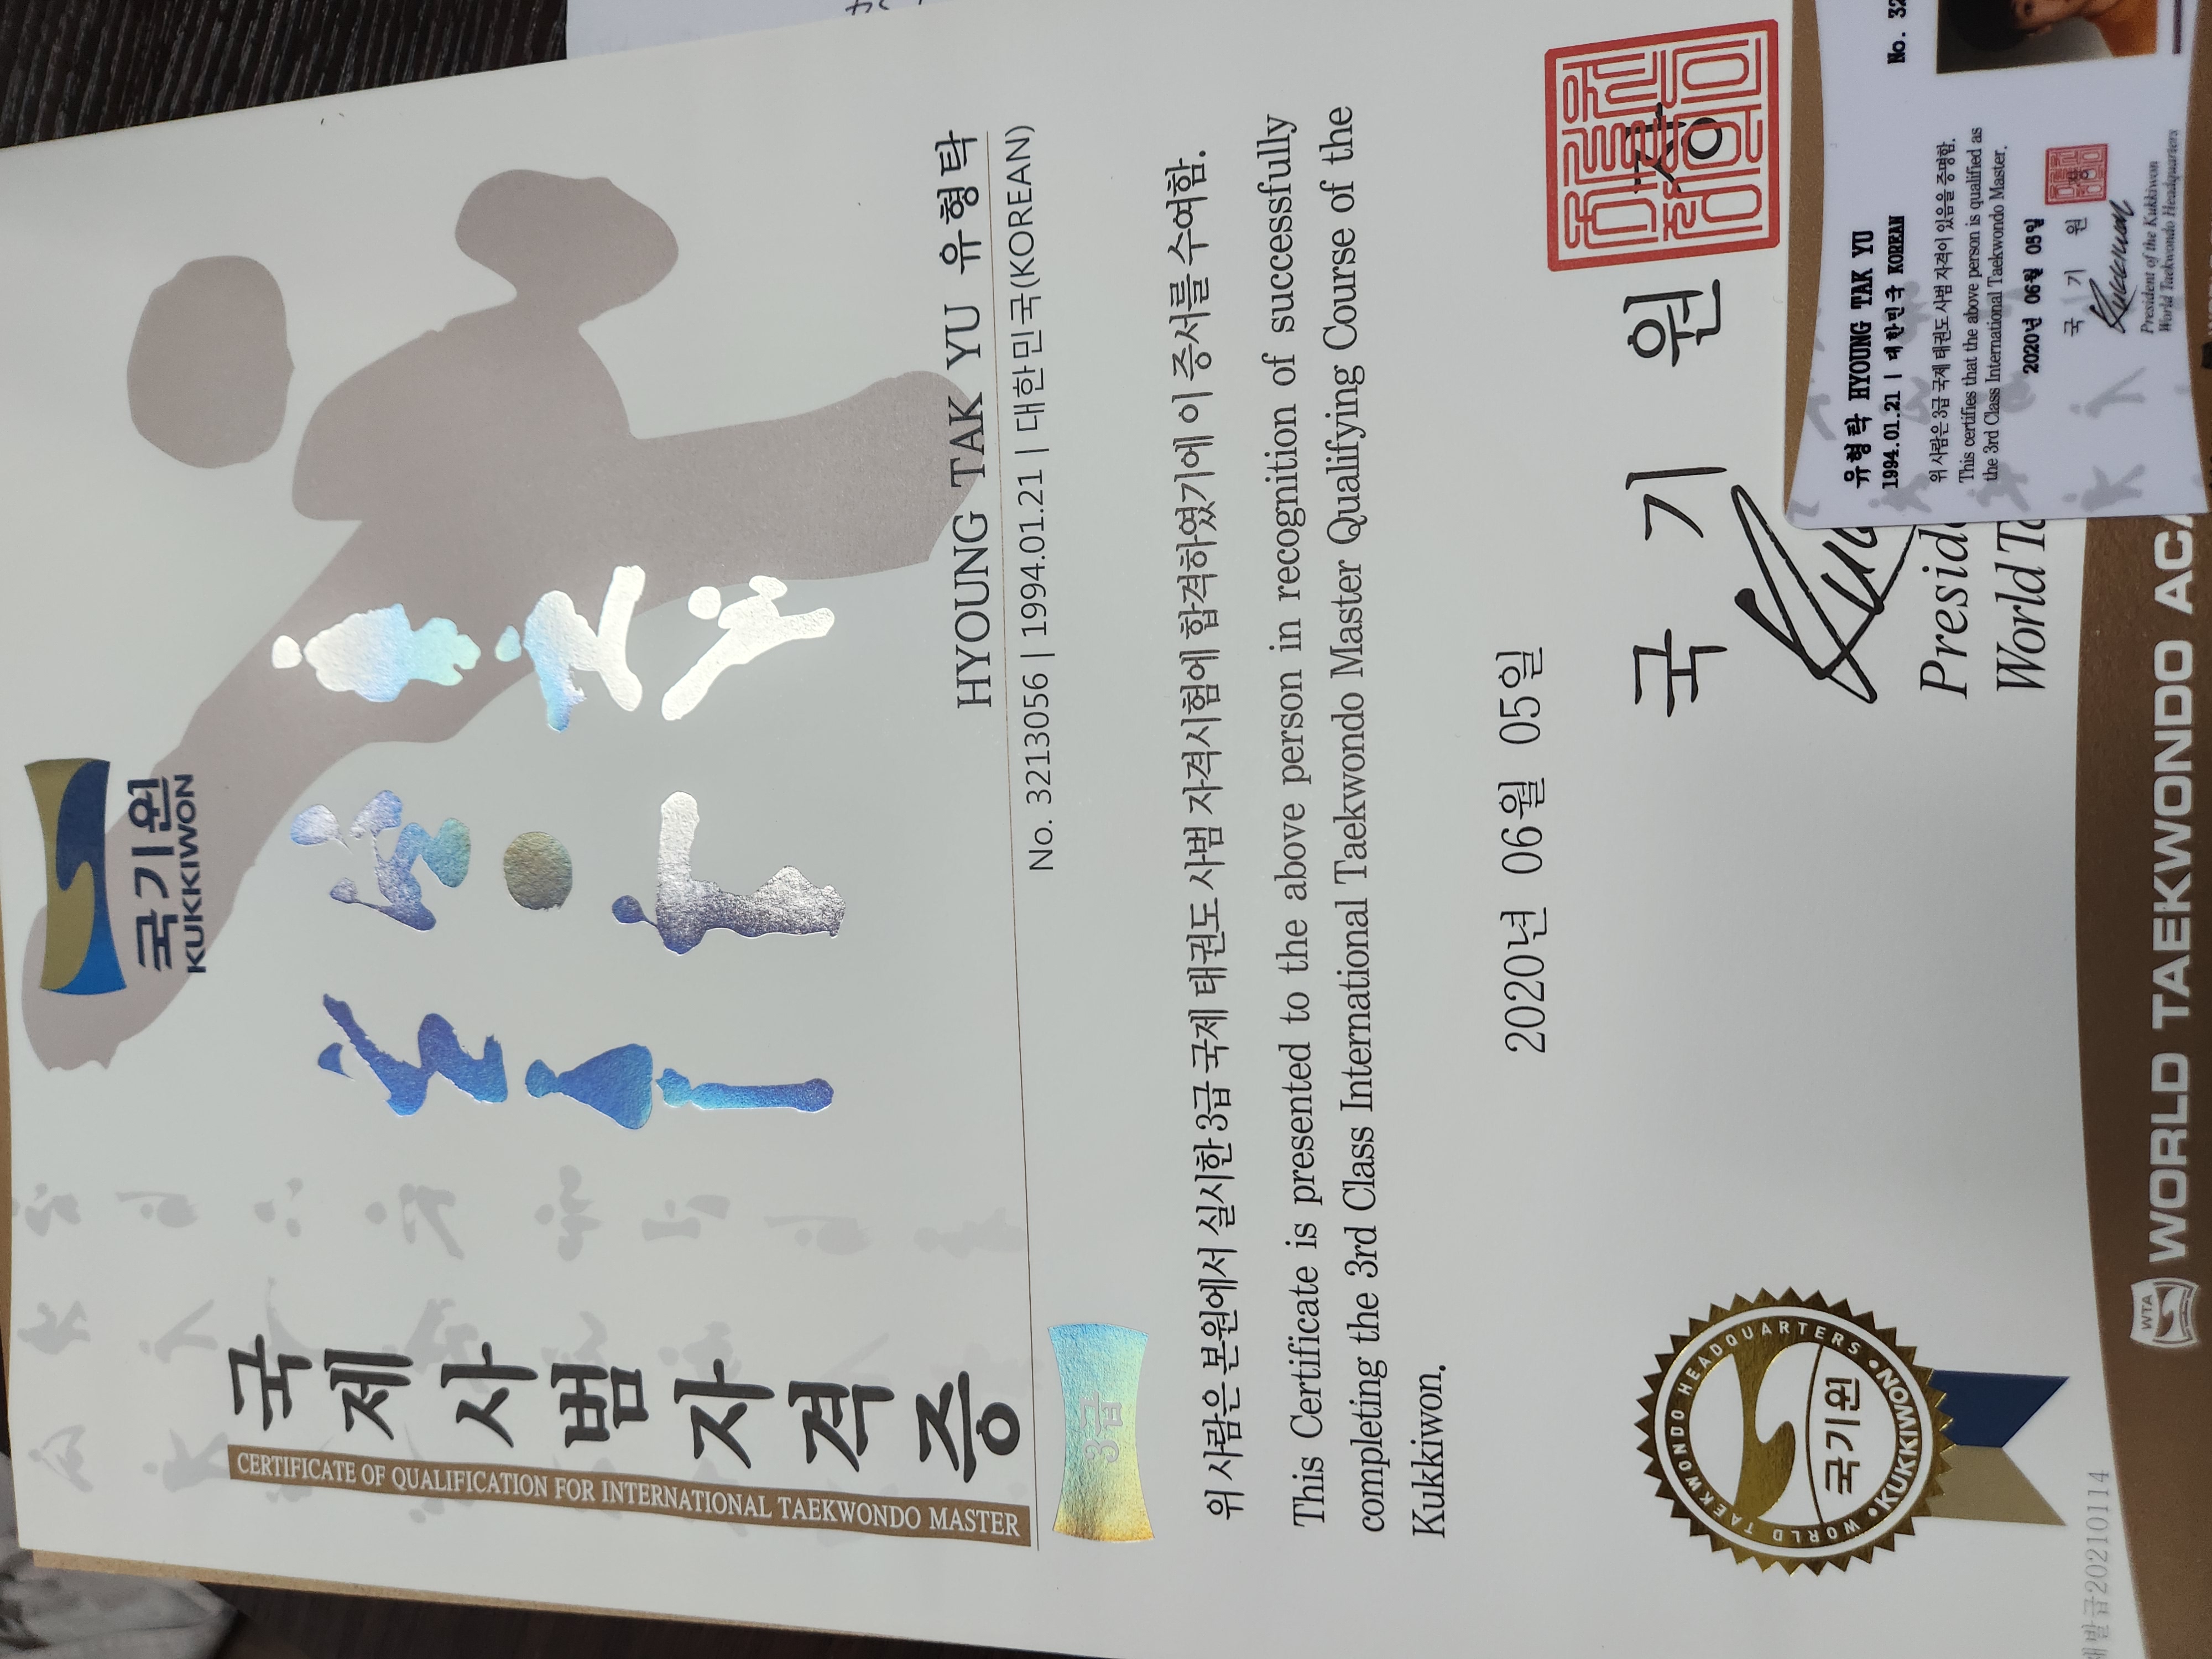 국기원
KUKKIWON
국제사범자격증
CERTIFICATE OF QUALIFICATION FOR INTERNATIONAL TAEKWONDO MASTER
HYOUNG TAK YU 유형탁
No. 3213056 | 1994.01.21 | 대한민국(KOREAN)
3급
위 사람은 본원에서 실시한 3급 국제 태권도 사범 자격시험에 합격하였기에 이 증서를 수여함.
This Certificate is presented to the above person in recognition of successfully
completing the 3rd Class International Taekwondo Master Qualifying Course of the
Kukkiwon.
2020년 06월 05일
국 기 원
WORLD TAEKWONDO HEADQUARTERS • KUKKIWON •
국기원
WTA
WORLD TAEKWONDO
발급20210114
No. 32
유형탁 HYOUNG TAK YU
1994.01.21 | 대한민국 KOREAN
위 사람은 3급 국제 태권도 사범 자격이 있음을 증명함.
This certifies that the above person is qualified as
the 3rd Class International Taekwondo Master.
2020년 06월 05일
국 기 원
President of the Kukkiwon
World Taekwondo Headquarters